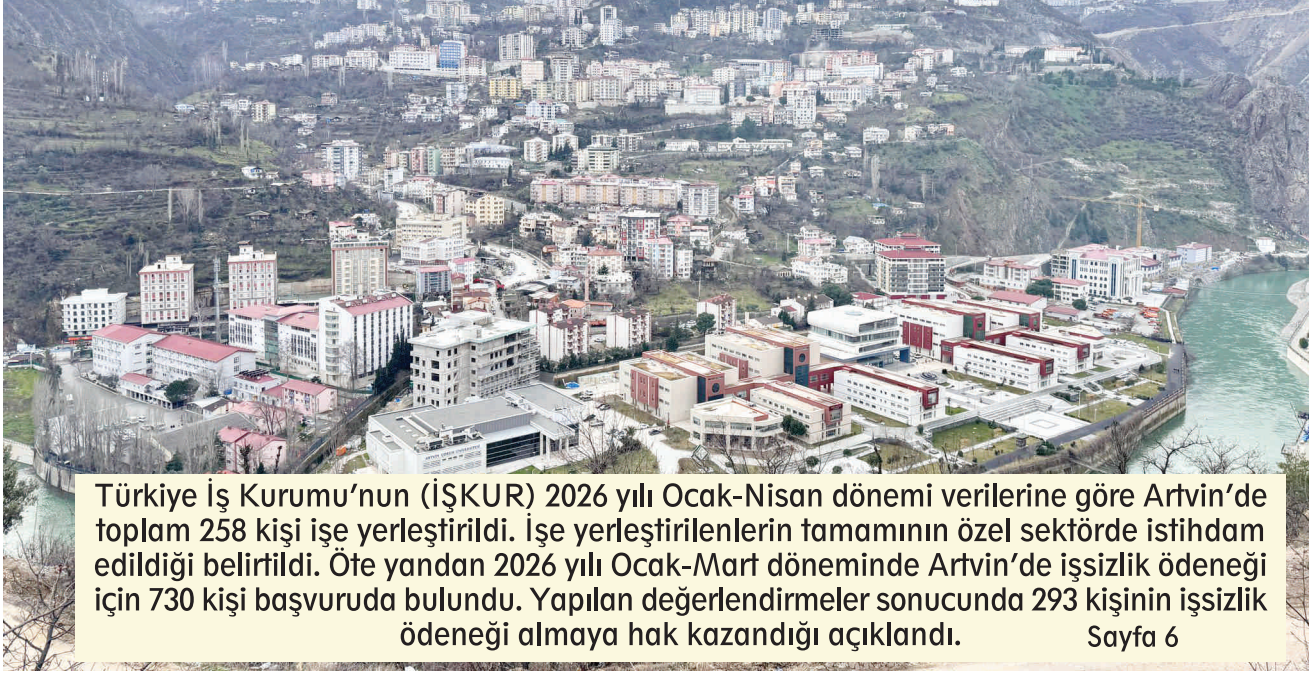 Türkiye İş Kurumu’nun (İŞKUR) 2026 yılı Ocak-Nisan dönemi verilerine göre Artvin’de
toplam 258 kişi işe yerleştirildi. İşe yerleştirilenlerin tamamının özel sektörde istihdam
edildiği belirtildi. Öte yandan 2026 yılı Ocak-Mart döneminde Artvin’de işsizlik ödeneği
için 730 kişi başvuruda bulundu. Yapılan değerlendirmeler sonucunda 293 kişinin işsizlik
ödeneği almaya hak kazandığı açıklandı. Sayfa 6